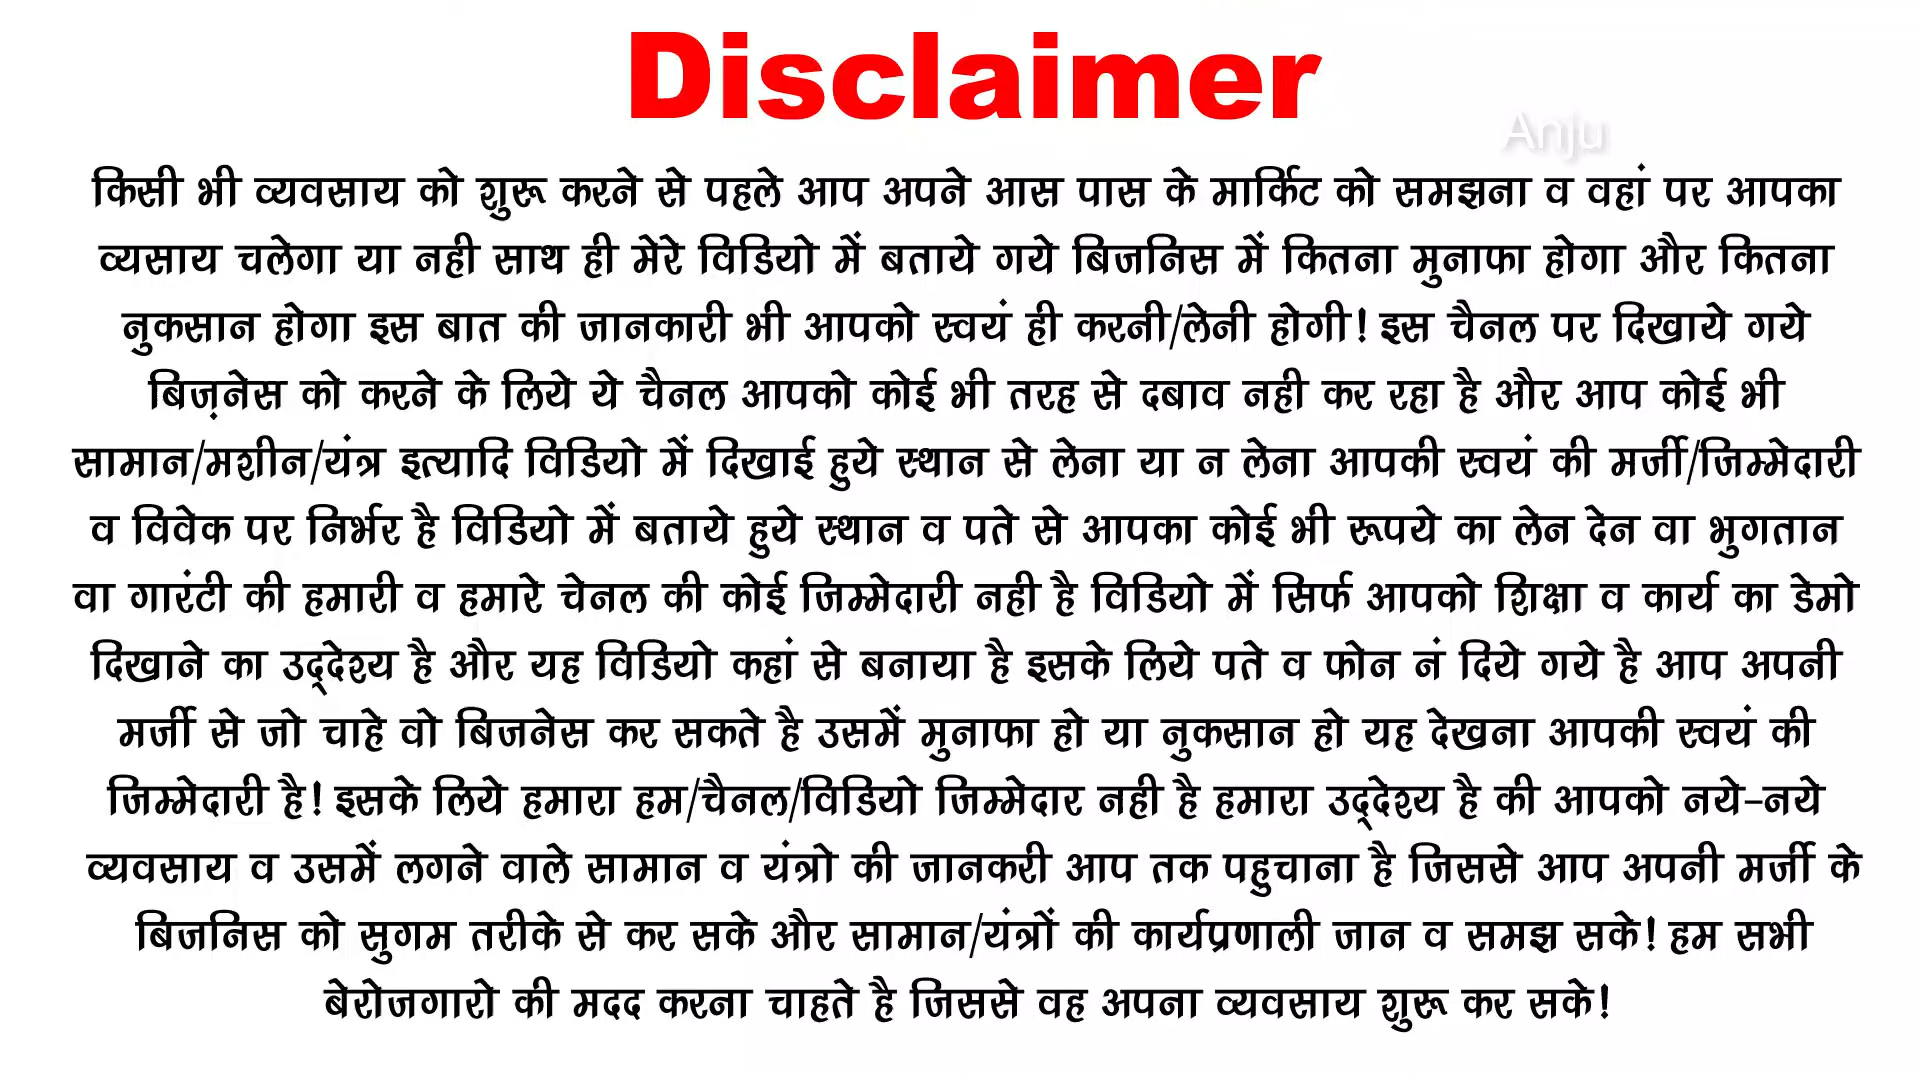 Disclaimer
Anju
किसी भी व्यवसाय को शुरू करने से पहले आप अपने आस पास के मार्किट को समझना व वहां पर आपका
व्यसाय चलेगा या नही साथ ही मेरे विडियो में बताये गये बिजनिस में कितना मुनाफा होगा और कितना
नुकसान होगा इस बात की जानकारी भी आपको स्वयं ही करनी/लेनी होगी! इस चैनल पर दिखाये गये
बिज़नेस को करने के लिये ये चैनल आपको कोई भी तरह से दबाव नही कर रहा है और आप कोई भी
सामान/मशीन/यंत्र इत्यादि विडियो में दिखाई हुये स्थान से लेना या न लेना आपकी स्वयं की मर्जी/जिम्मेदारी
व विवेक पर निर्भर है विडियो में बताये हुये स्थान व पते से आपका कोई भी रूपये का लेन देन वा भुगतान
वा गारंटी की हमारी व हमारे चेनल की कोई जिम्मेदारी नही है विडियो में सिर्फ आपको शिक्षा व कार्य का डेमो
दिखाने का उद्देश्य है और यह विडियो कहां से बनाया है इसके लिये पते व फोन नं दिये गये है आप अपनी
मर्जी से जो चाहे वो बिजनेस कर सकते है उसमें मुनाफा हो या नुकसान हो यह देखना आपकी स्वयं की
जिम्मेदारी है! इसके लिये हमारा हम/चैनल/विडियो जिम्मेदार नही है हमारा उद्देश्य है की आपको नये-नये
व्यवसाय व उसमें लगने वाले सामान व यंत्रो की जानकरी आप तक पहुचाना है जिससे आप अपनी मर्जी के
बिजनिस को सुगम तरीके से कर सके और सामान/यंत्रों की कार्यप्रणाली जान व समझ सके! हम सभी
बेरोजगारो की मदद करना चाहते है जिससे वह अपना व्यवसाय शुरू कर सके!